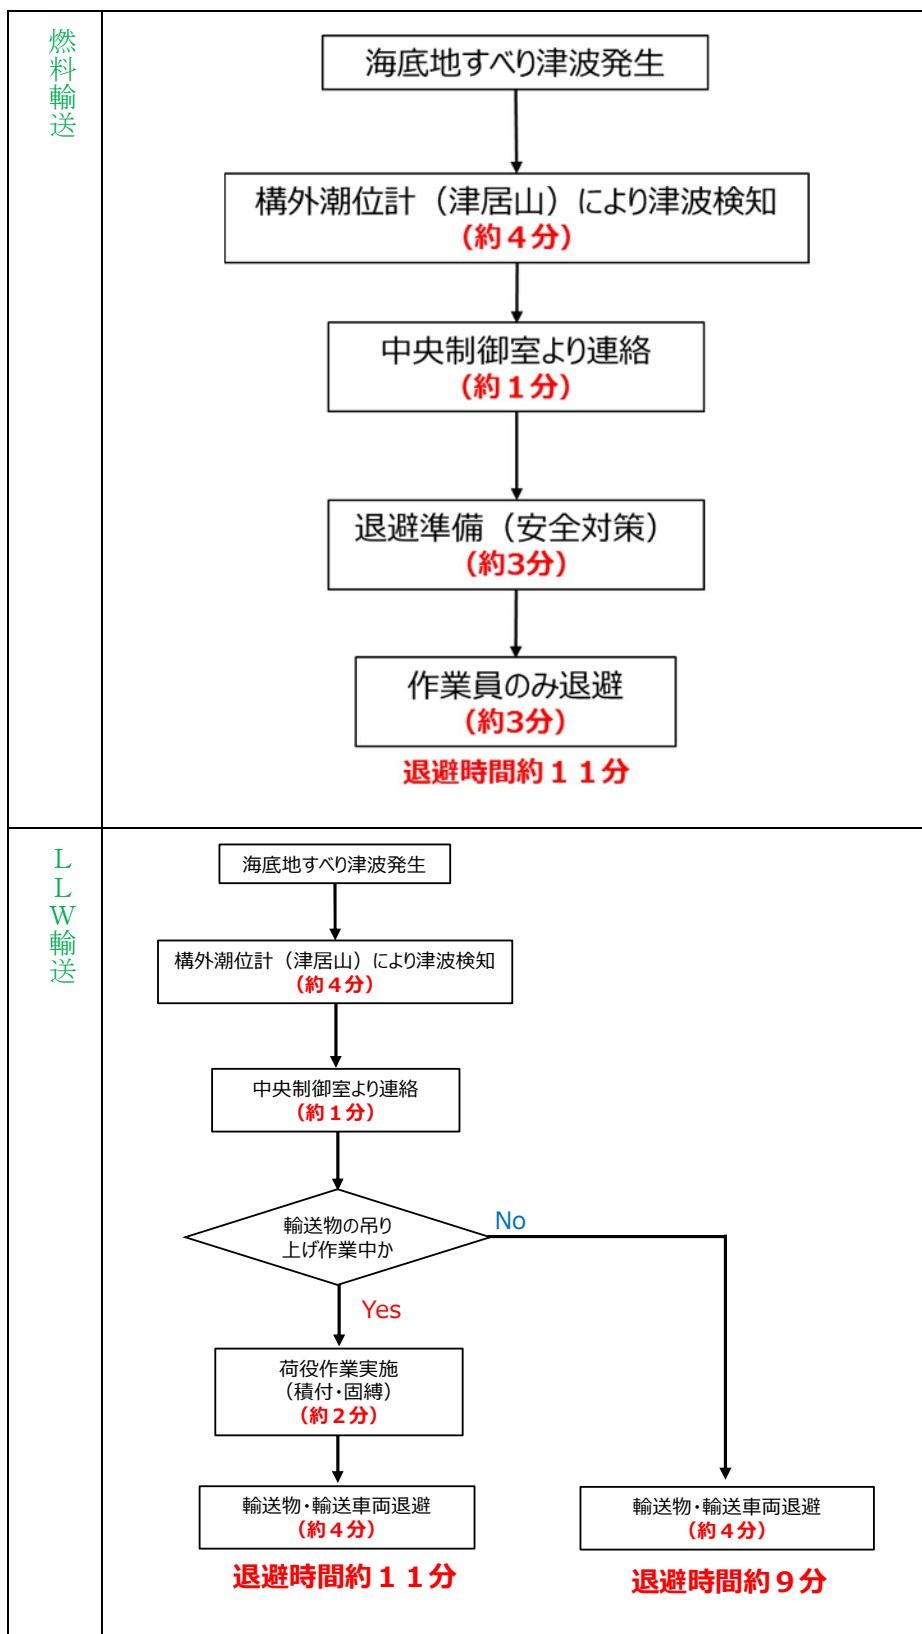 燃料輸送
海底地すべり津波発生
構外潮位計（津居山）により津波検知
（約４分）
中央制御室より連絡
（約１分）
退避準備（安全対策）
（約3分）
作業員のみ退避
（約3分）
退避時間約１１分
ＬＬＷ輸送
海底地すべり津波発生
構外潮位計（津居山）により津波検知
（約４分）
中央制御室より連絡
（約１分）
輸送物の吊り
上げ作業中か
No
Yes
荷役作業実施
（積付・固縛）
（約２分）
輸送物・輸送車両退避
（約４分）
退避時間約１１分
輸送物・輸送車両退避
（約４分）
退避時間約９分